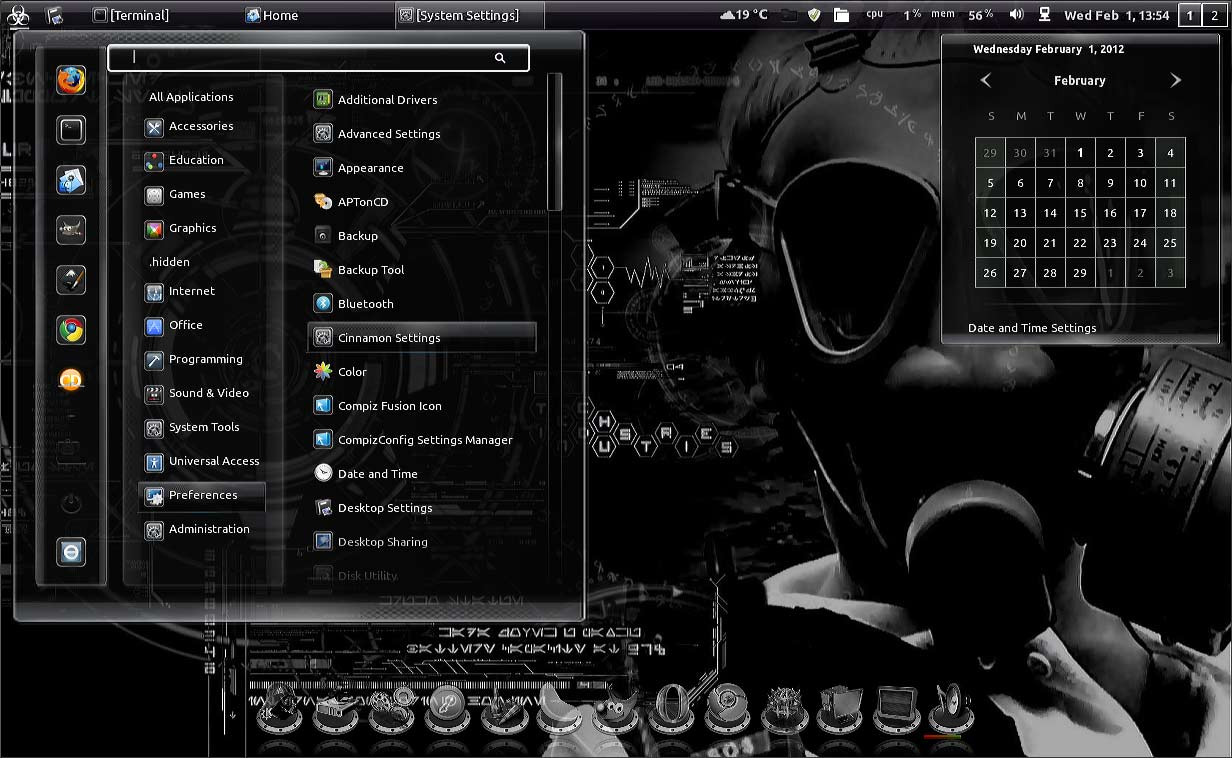 [Terminal]
Home
[System Settings]
19 °C
cpu 1% mem 56%
Wed Feb 1, 13:54
1 2
All Applications
Accessories
Education
Games
Graphics
.hidden
Internet
Office
Programming
Sound & Video
System Tools
Universal Access
Preferences
Administration
Additional Drivers
Advanced Settings
Appearance
APTonCD
Backup
Backup Tool
Bluetooth
Cinnamon Settings
Color
Compiz Fusion Icon
CompizConfig Settings Manager
Date and Time
Desktop Settings
Desktop Sharing
Disk Utility
Wednesday February 1, 2012
February
S M T W T F S
29 30 31 1 2 3 4
5 6 7 8 10 11
12 13 14 15 16 17 18
19 20 21 22 23 24 25
26 27 28 29
Date and Time Settings